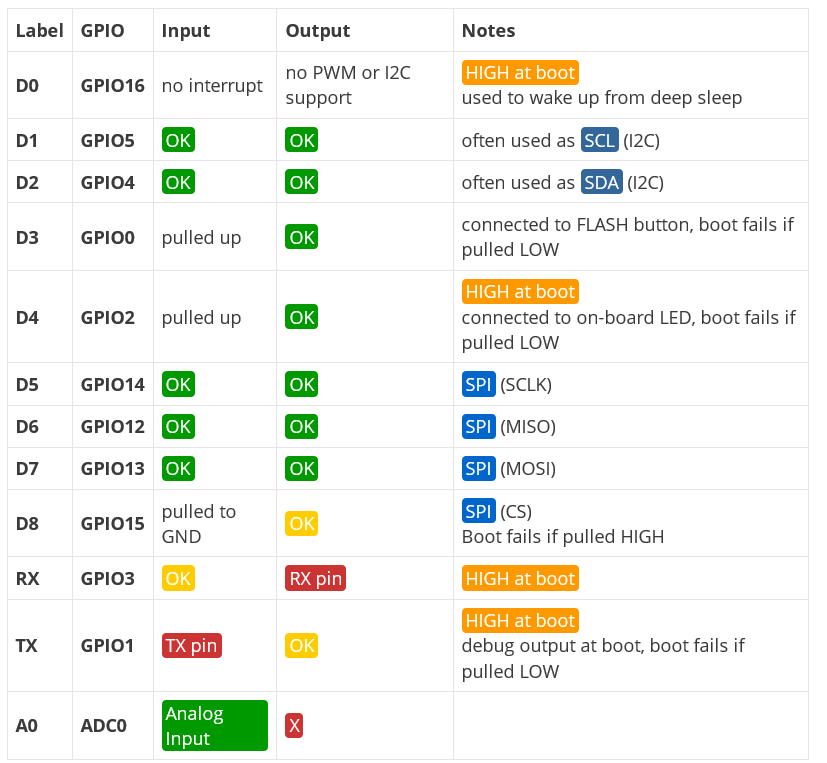 Label GPIO Input Output Notes
D0 GPIO16 no interrupt no PWM or I2C support HIGH at boot
used to wake up from deep sleep
D1 GPIO5 OK OK often used as SCL (I2C)
D2 GPIO4 OK OK often used as SDA (I2C)
D3 GPIO0 pulled up OK connected to FLASH button, boot fails if
pulled LOW
D4 GPIO2 pulled up OK HIGH at boot
connected to on-board LED, boot fails if
pulled LOW
D5 GPIO14 OK OK SPI (SCLK)
D6 GPIO12 OK OK SPI (MISO)
D7 GPIO13 OK OK SPI (MOSI)
D8 GPIO15 pulled to GND OK SPI (CS)
Boot fails if pulled HIGH
RX GPIO3 OK RX pin HIGH at boot
TX GPIO1 TX pin OK HIGH at boot
debug output at boot, boot fails if
pulled LOW
A0 ADC0 Analog Input X